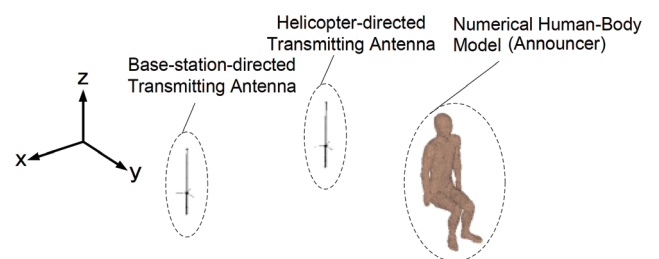 Helicopter-directed
Transmitting Antenna
Numerical Human-Body
Model (Announcer)
Base-station-directed
Transmitting Antenna
z
x
y